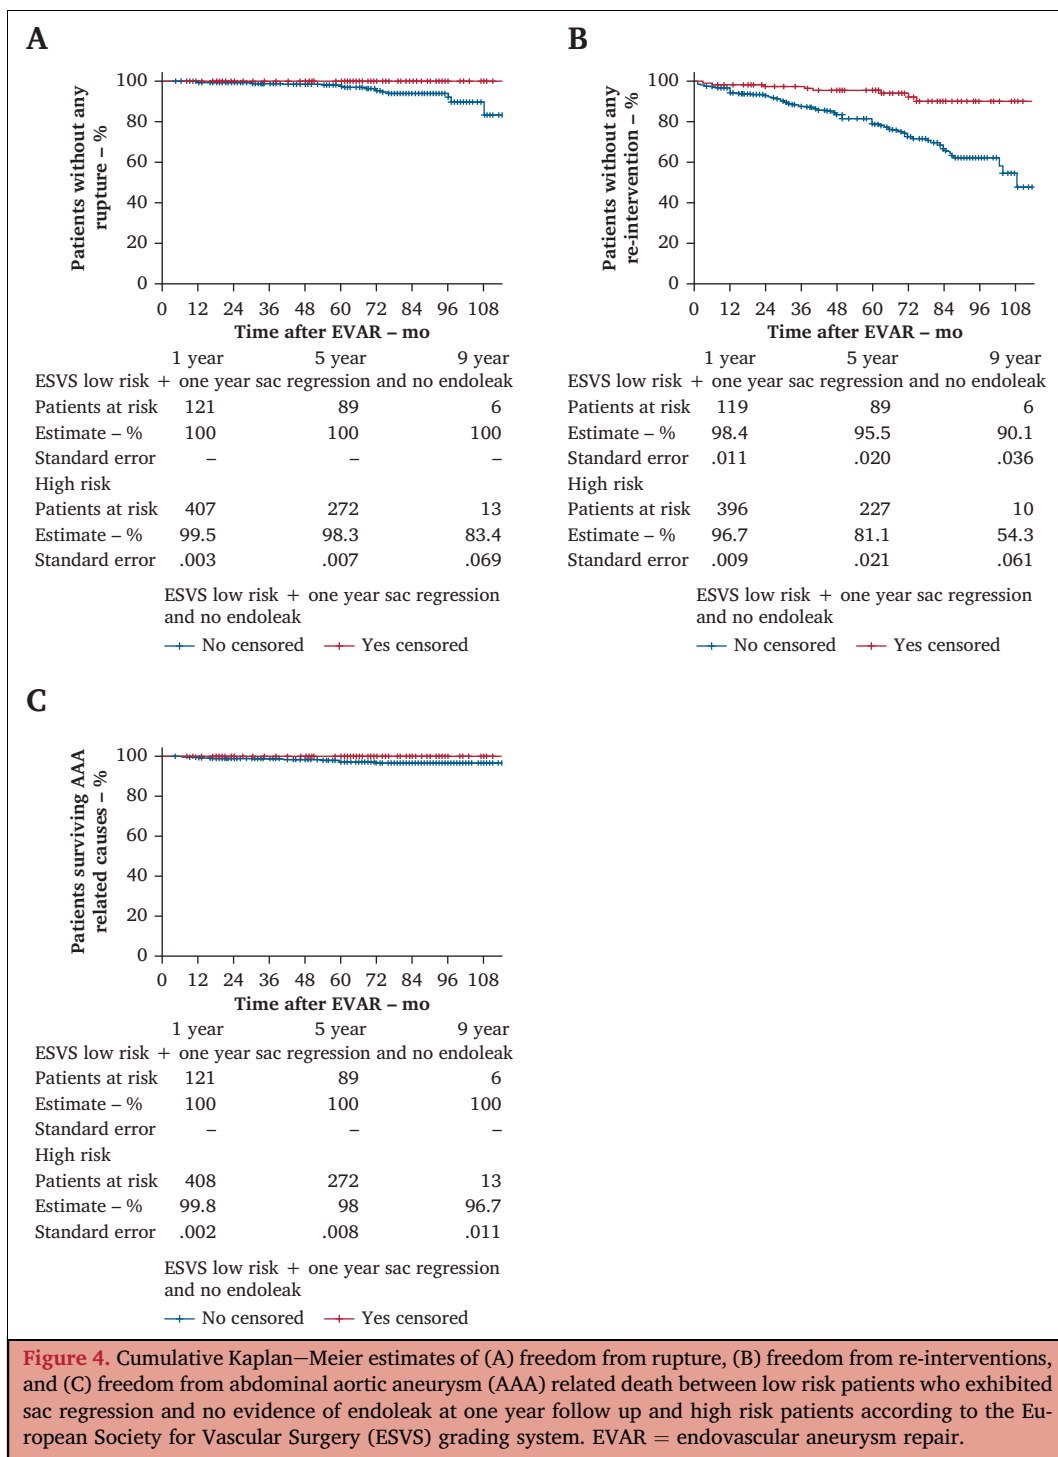 A
Patients without any
rupture – %
100
80
60
40
20
0
0 12 24 36 48 60 72 84 96 108
Time after EVAR – mo
1 year 5 year 9 year
ESVS low risk + one year sac regression and no endoleak
Patients at risk 121 89 6
Estimate – % 100 100 100
Standard error – – –
High risk
Patients at risk 407 272 13
Estimate – % 99.5 98.3 83.4
Standard error .003 .007 .069
ESVS low risk + one year sac regression
and no endoleak
No censored Yes censored
B
Patients without any
re-intervention – %
100
80
60
40
20
0
0 12 24 36 48 60 72 84 96 108
Time after EVAR – mo
1 year 5 year 9 year
ESVS low risk + one year sac regression and no endoleak
Patients at risk 119 89 6
Estimate – % 98.4 95.5 90.1
Standard error .011 .020 .036
High risk
Patients at risk 396 227 10
Estimate – % 96.7 81.1 54.3
Standard error .009 .021 .061
ESVS low risk + one year sac regression
and no endoleak
No censored Yes censored
C
Patients surviving AAA
related causes – %
100
80
60
40
20
0
0 12 24 36 48 60 72 84 96 108
Time after EVAR – mo
1 year 5 year 9 year
ESVS low risk + one year sac regression and no endoleak
Patients at risk 121 89 6
Estimate – % 100 100 100
Standard error – – –
High risk
Patients at risk 408 272 13
Estimate – % 99.8 98 96.7
Standard error .002 .008 .011
ESVS low risk + one year sac regression
and no endoleak
No censored Yes censored
Figure 4. Cumulative Kaplan–Meier estimates of (A) freedom from rupture, (B) freedom from re-interventions,
and (C) freedom from abdominal aortic aneurysm (AAA) related death between low risk patients who exhibited
sac regression and no evidence of endoleak at one year follow up and high risk patients according to the Eu-
ropean Society for Vascular Surgery (ESVS) grading system. EVAR = endovascular aneurysm repair.